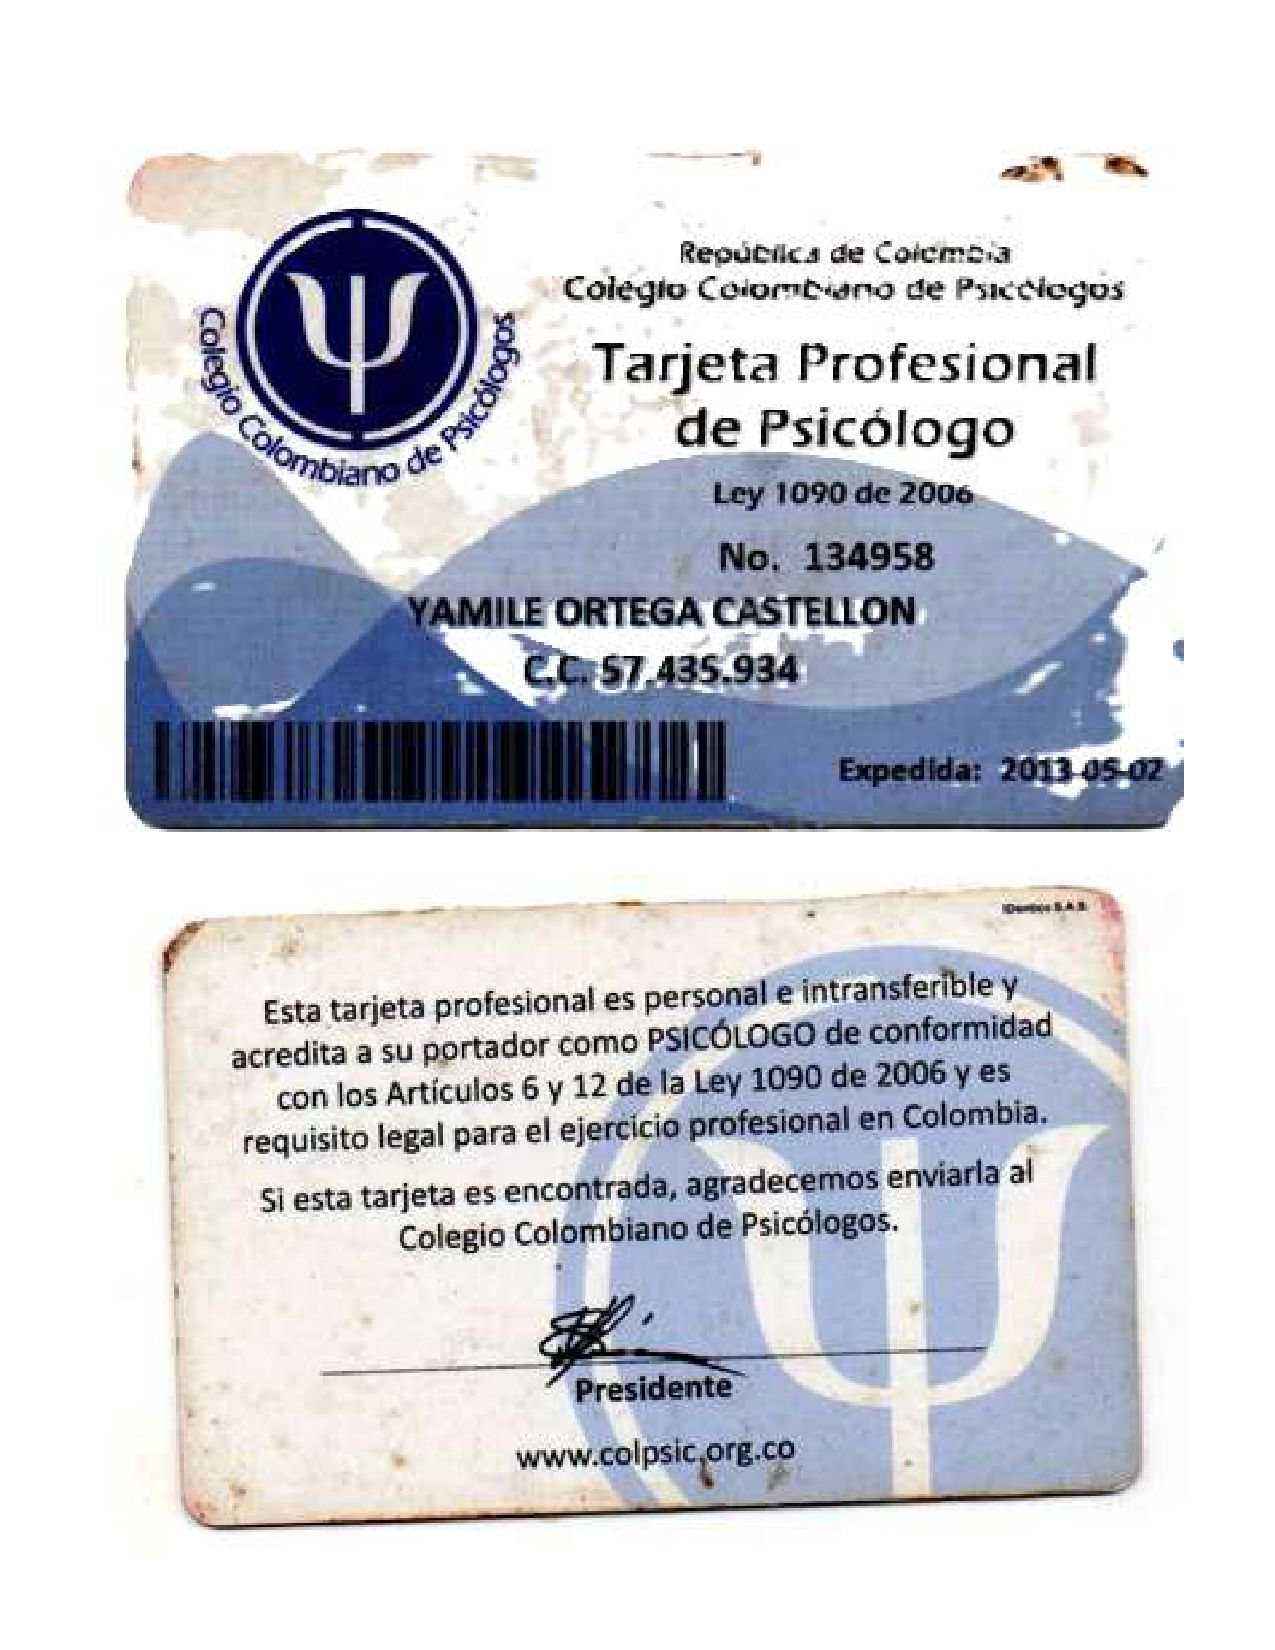 Colegio Colombiano de Psicólogos
República de Colombia
Colegio Colombiano de Psicólogos
Tarjeta Profesional
de Psicólogo
Ley 1090 de 2006
No. 134958
YAMILE ORTEGA CASTELLON
C.C. 57.435.934
Expedida: 2013-05-02
IDentico S.A.S.
Esta tarjeta profesional es personal e intransferible y
acredita a su portador como PSICÓLOGO de conformidad
con los Artículos 6 y 12 de la Ley 1090 de 2006 y es
requisito legal para el ejercicio profesional en Colombia.
Si esta tarjeta es encontrada, agradecemos enviarla al
Colegio Colombiano de Psicólogos.
Presidente
www.colpsic.org.co